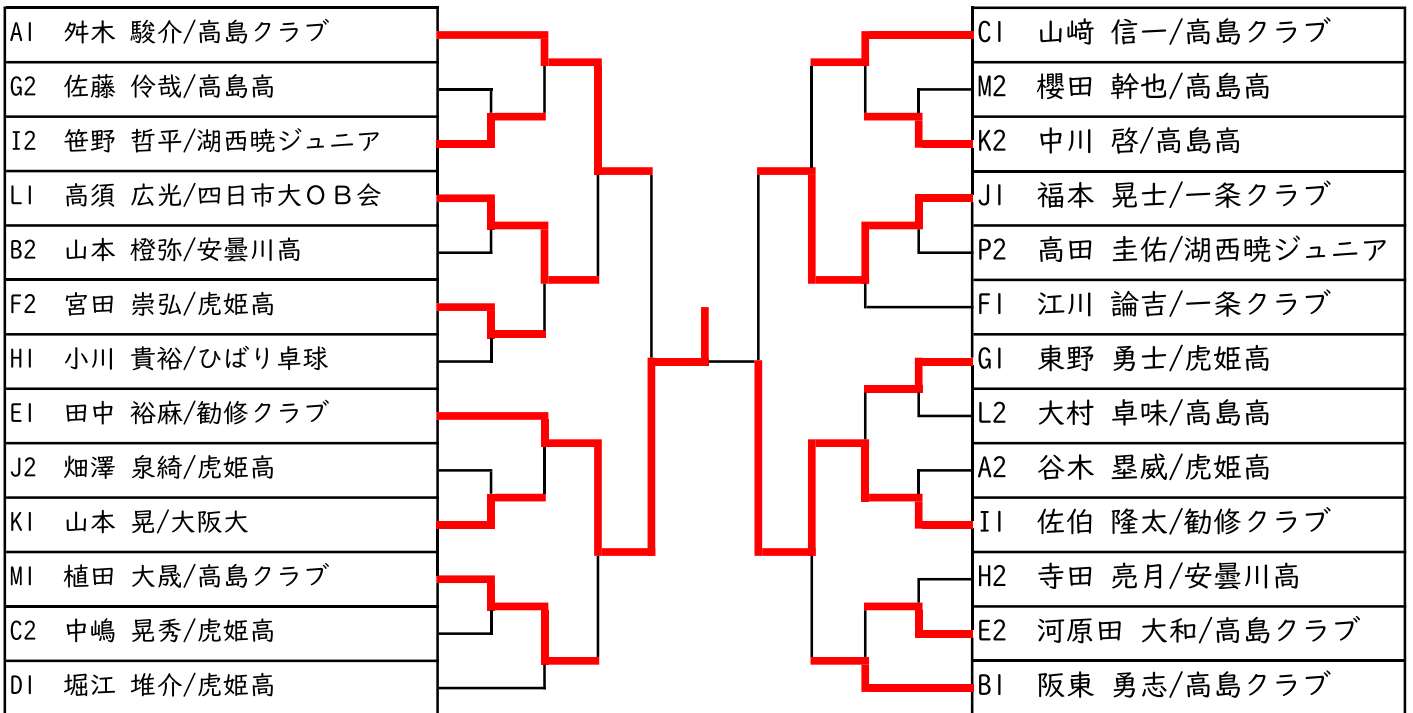 A1 舛木 駿介/高島クラブ
G2 佐藤 伶哉/高島高
I2 笹野 哲平/湖西暁ジュニア
L1 高須 広光/四日市大ＯＢ会
B2 山本 橙弥/安曇川高
F2 宮田 崇弘/虎姫高
H1 小川 貴裕/ひばり卓球
E1 田中 裕麻/勧修クラブ
J2 畑澤 泉綺/虎姫高
K1 山本 晃/大阪大
M1 植田 大晟/高島クラブ
C2 中嶋 晃秀/虎姫高
D1 堀江 堆介/虎姫高
C1 山﨑 信一/高島クラブ
M2 櫻田 幹也/高島高
K2 中川 啓/高島高
J1 福本 晃士/一条クラブ
P2 高田 圭佑/湖西暁ジュニア
F1 江川 論吉/一条クラブ
G1 東野 勇士/虎姫高
L2 大村 卓味/高島高
A2 谷木 塁威/虎姫高
I1 佐伯 隆太/勧修クラブ
H2 寺田 亮月/安曇川高
E2 河原田 大和/高島クラブ
B1 阪東 勇志/高島クラブ